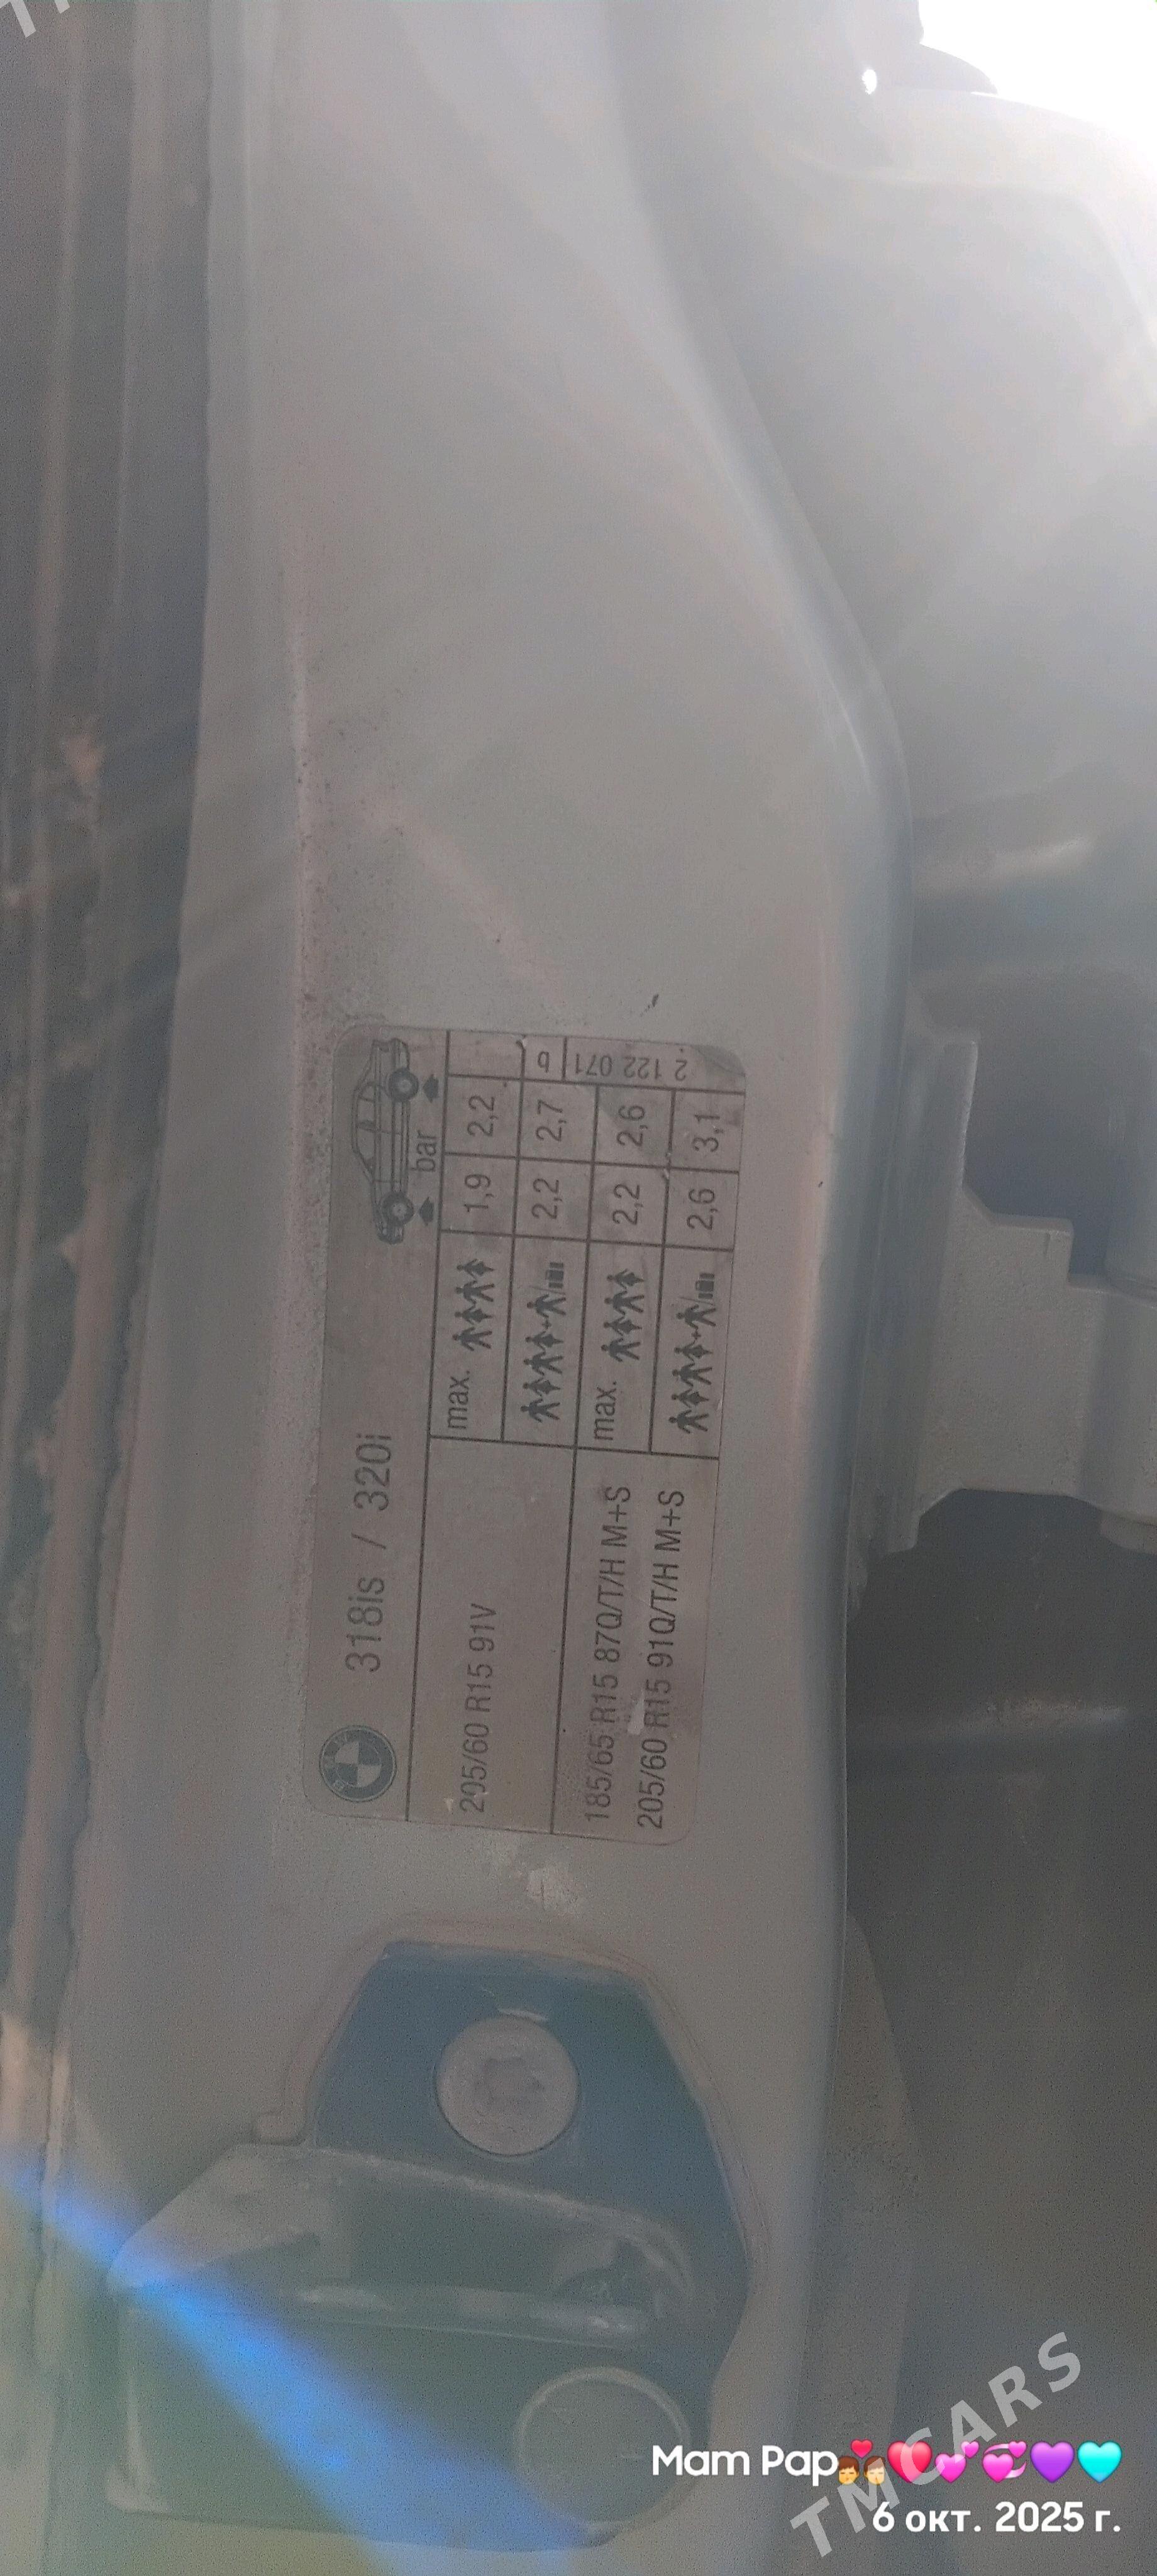 318is / 320i
bar
205/60 R15 91V
max. 1,9 2,2
2,2 2,7
185/65 R15 87Q/T/H M+S
205/60 R15 91Q/T/H M+S
max. 2,2 2,6
2,6 3,1
2 122 071
b
Mam Pap💏❤️💕💞💜🩵
6 окт. 2025 г.
TMCARS